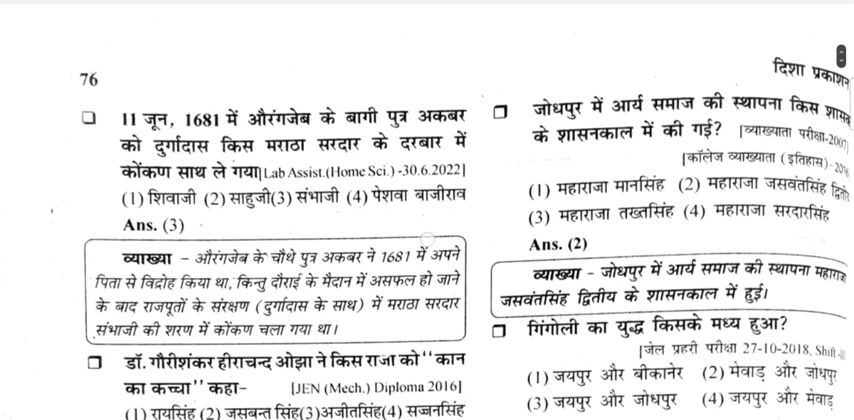 76
❑ 11 जून, 1681 में औरंगजेब के बागी पुत्र अकबर
को दुर्गादास किस मराठा सरदार के दरबार में
कोंकण साथ ले गया[Lab Assist.(Home Sci.) -30.6.2022]
(1) शिवाजी (2) साहुजी(3) संभाजी (4) पेशवा बाजीराव
Ans. (3)
व्याख्या - औरंगजेब के चौथे पुत्र अकबर ने 1681 में अपने
पिता से विद्रोह किया था, किन्तु दौराई के मैदान में असफल हो जाने
के बाद राजपूतों के संरक्षण (दुर्गादास के साथ) में मराठा सरदार
संभाजी की शरण में कोंकण चला गया था।
❑ डॉ. गौरीशंकर हीराचन्द ओझा ने किस राजा को ‘‘कान
का कच्चा’’ कहा- [JEN (Mech.) Diploma 2016]
(1) रायसिंह (2) जसवन्त सिंह(3)अजीतसिंह(4) सज्जनसिंह
दिशा प्रकाशन
❑ जोधपुर में आर्य समाज की स्थापना किस शासक
के शासनकाल में की गई? [व्याख्याता परीक्षा-2007]
[कॉलेज व्याख्याता (इतिहास)-2016
(1) महाराजा मानसिंह (2) महाराजा जसवंतसिंह द्विती
(3) महाराजा तख्तसिंह (4) महाराजा सरदारसिंह
Ans. (2)
व्याख्या - जोधपुर में आर्य समाज की स्थापना महाराजा
जसवंतसिंह द्वितीय के शासनकाल में हुई।
❑ गिंगोली का युद्ध किसके मध्य हुआ?
[जेल प्रहरी परीक्षा 27-10-2018, Shift-
(1) जयपुर और बीकानेर (2) मेवाड़ और जोधपुर
(3) जयपुर और जोधपुर (4) जयपुर और मेवाड़